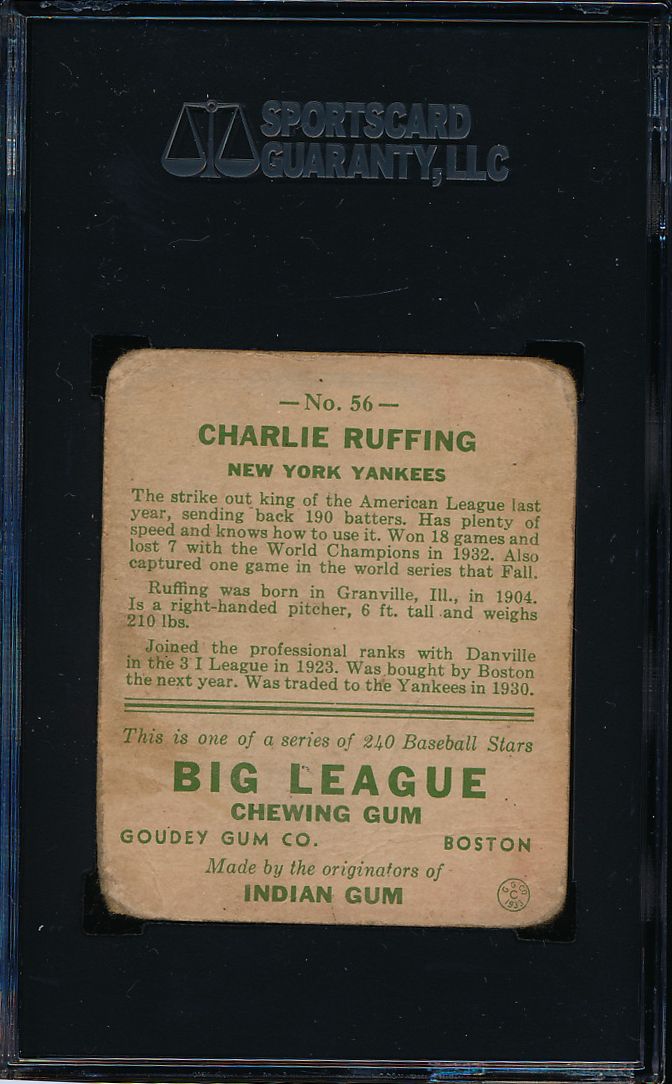 SPORTSCARD
GUARANTY, LLC
— No. 56 —
CHARLIE RUFFING
NEW YORK YANKEES
The strike out king of the American League last
year, sending back 190 batters. Has plenty of
speed and knows how to use it. Won 18 games and
lost 7 with the World Champions in 1932. Also
captured one game in the world series that Fall.
Ruffing was born in Granville, Ill., in 1904.
Is a right-handed pitcher, 6 ft. tall and weighs
210 lbs.
Joined the professional ranks with Danville
in the 3 I League in 1923. Was bought by Boston
the next year. Was traded to the Yankees in 1930.
This is one of a series of 240 Baseball Stars
BIG LEAGUE
CHEWING GUM
GOUDEY GUM CO. BOSTON
Made by the originators of
INDIAN GUM
G. G. CO.
C
1933